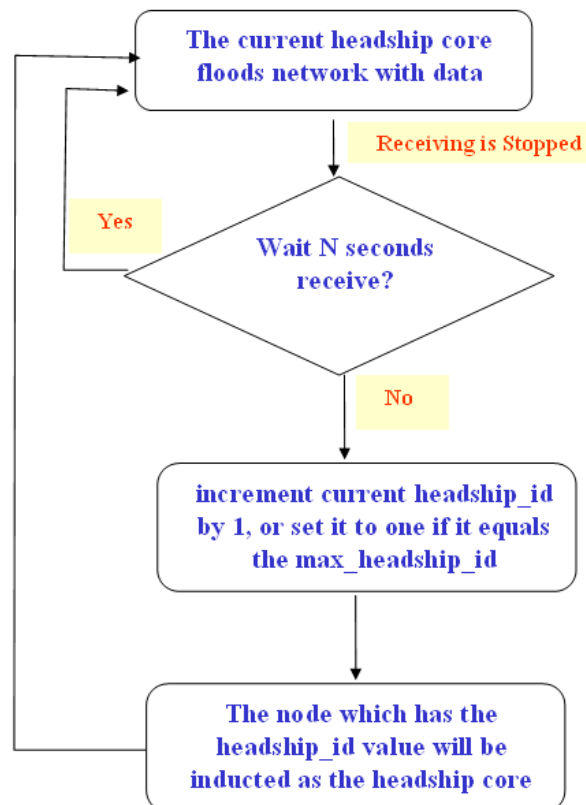 The current headship core
floods network with data
Receiving is Stopped
Yes
Wait N seconds
receive?
No
increment current headship_id
by 1, or set it to one if it equals
the max_headship_id
The node which has the
headship_id value will be
inducted as the headship core